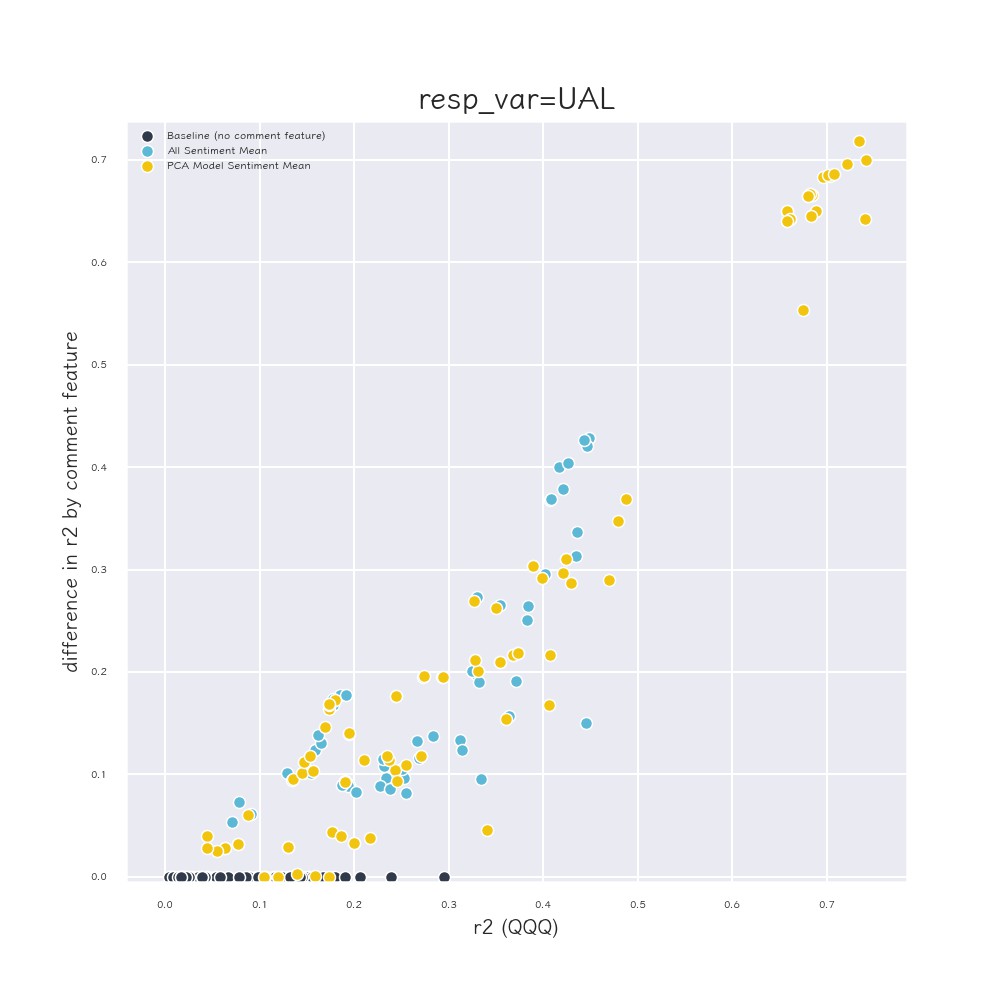 resp_var=UAL
Baseline (no comment feature)
All Sentiment Mean
PCA Model Sentiment Mean
difference in r2 by comment feature
0.7
0.6
0.5
0.4
0.3
0.2
0.1
0.0
0.0 0.1 0.2 0.3 0.4 0.5 0.6 0.7
r2 (QQQ)